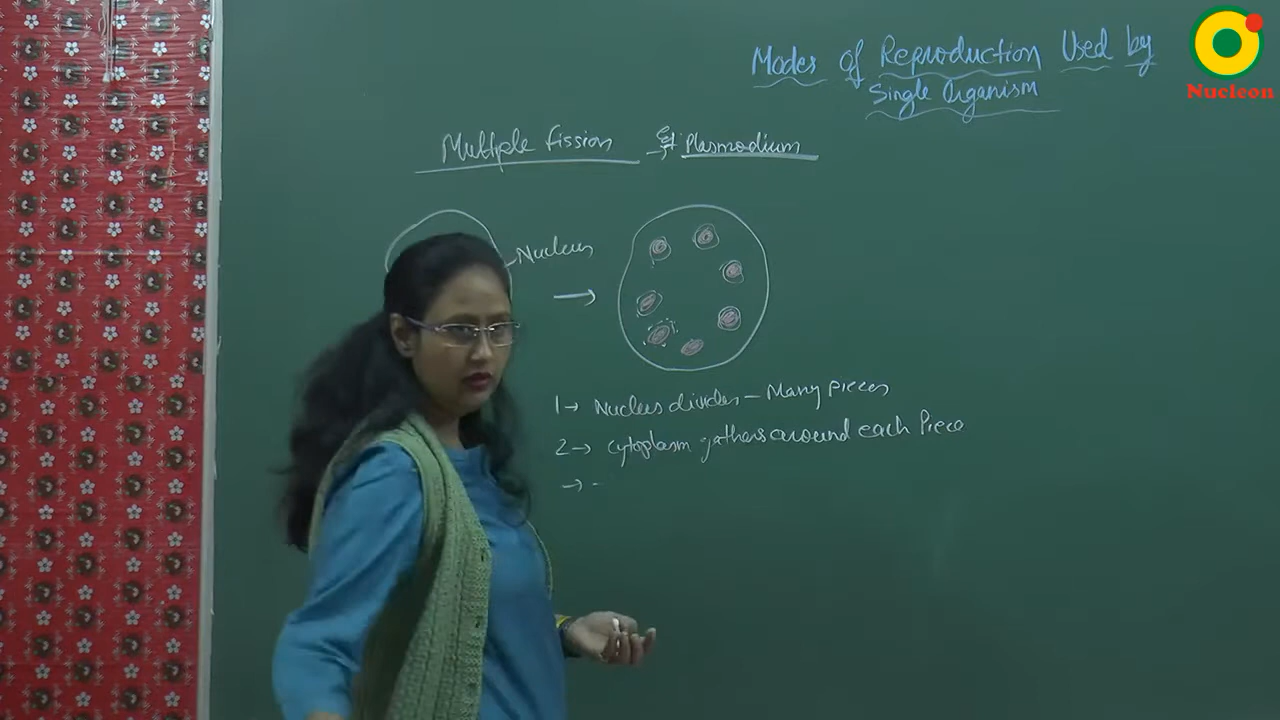 Modes of Reproduction Used by
Single Organism
Nucleon
Multiple fission → Eg Plasmodium
Nucleus
→
1 → Nucleus divides - Many pieces
2 → cytoplasm gathers around each Piece
→ -